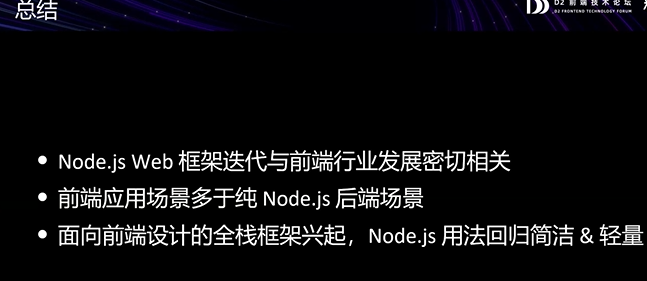 总结
D2 前端技术论坛
D2 FRONTEND TECHNOLOGY FORUM
• Node.js Web 框架迭代与前端行业发展密切相关
• 前端应用场景多于纯 Node.js 后端场景
• 面向前端设计的全栈框架兴起，Node.js 用法回归简洁 & 轻量